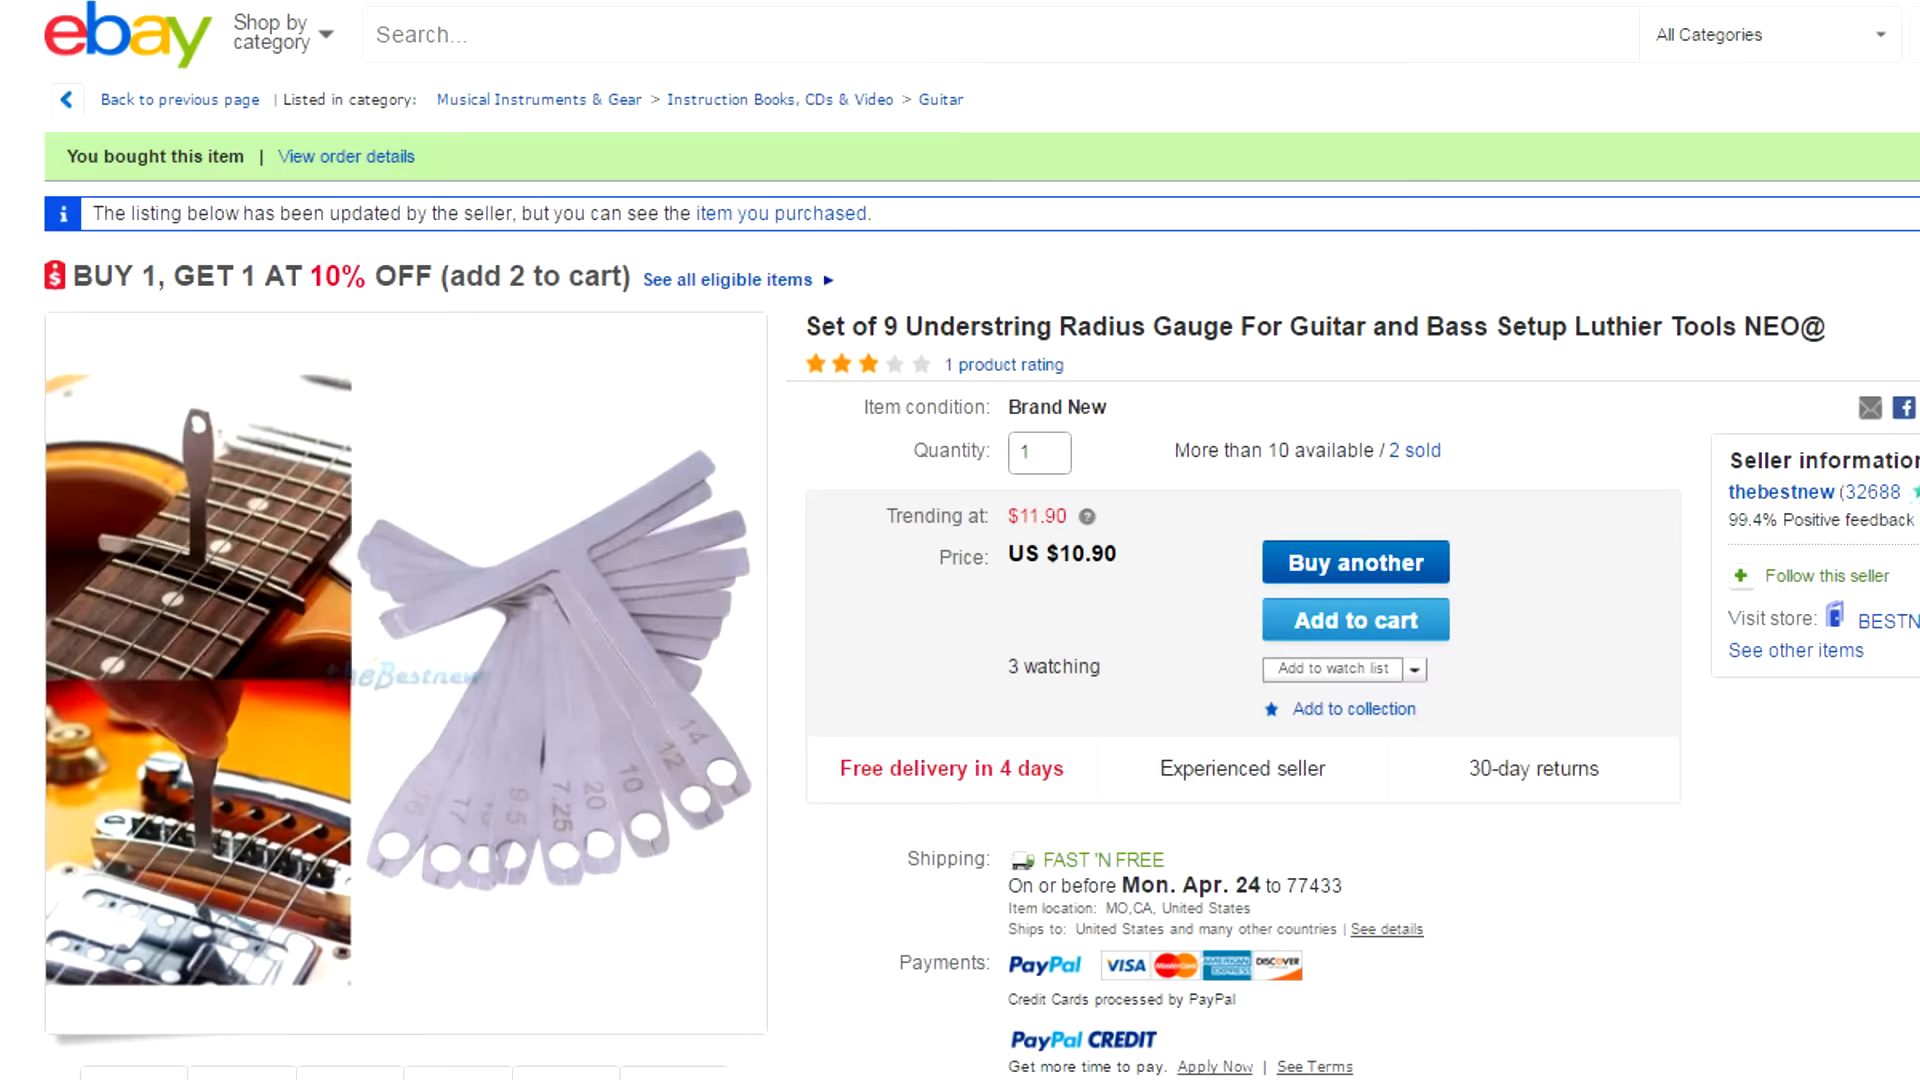 ebay
Shop by
category
Search...
All Categories
Back to previous page | Listed in category: Musical Instruments & Gear > Instruction Books, CDs & Video > Guitar
You bought this item | View order details
The listing below has been updated by the seller, but you can see the item you purchased.
BUY 1, GET 1 AT 10% OFF (add 2 to cart) See all eligible items
Set of 9 Understring Radius Gauge For Guitar and Bass Setup Luthier Tools NEO@
1 product rating
Item condition: Brand New
Quantity: 1 More than 10 available / 2 sold
Trending at: $11.90
Price: US $10.90
Buy another
Add to cart
3 watching
Add to watch list
Add to collection
Free delivery in 4 days
Experienced seller
30-day returns
Shipping: FAST 'N FREE
On or before Mon. Apr. 24 to 77433
Item location: MO,CA, United States
Ships to: United States and many other countries | See details
Payments: PayPal VISA MasterCard AMERICAN EXPRESS DISCOVER
Credit Cards processed by PayPal
PayPal CREDIT
Get more time to pay. Apply Now | See Terms
Seller information
thebestnew (32688
99.4% Positive feedback
Follow this seller
Visit store: BESTN
See other items
theBestnew
17
9.5
7.25
20
10
12
14